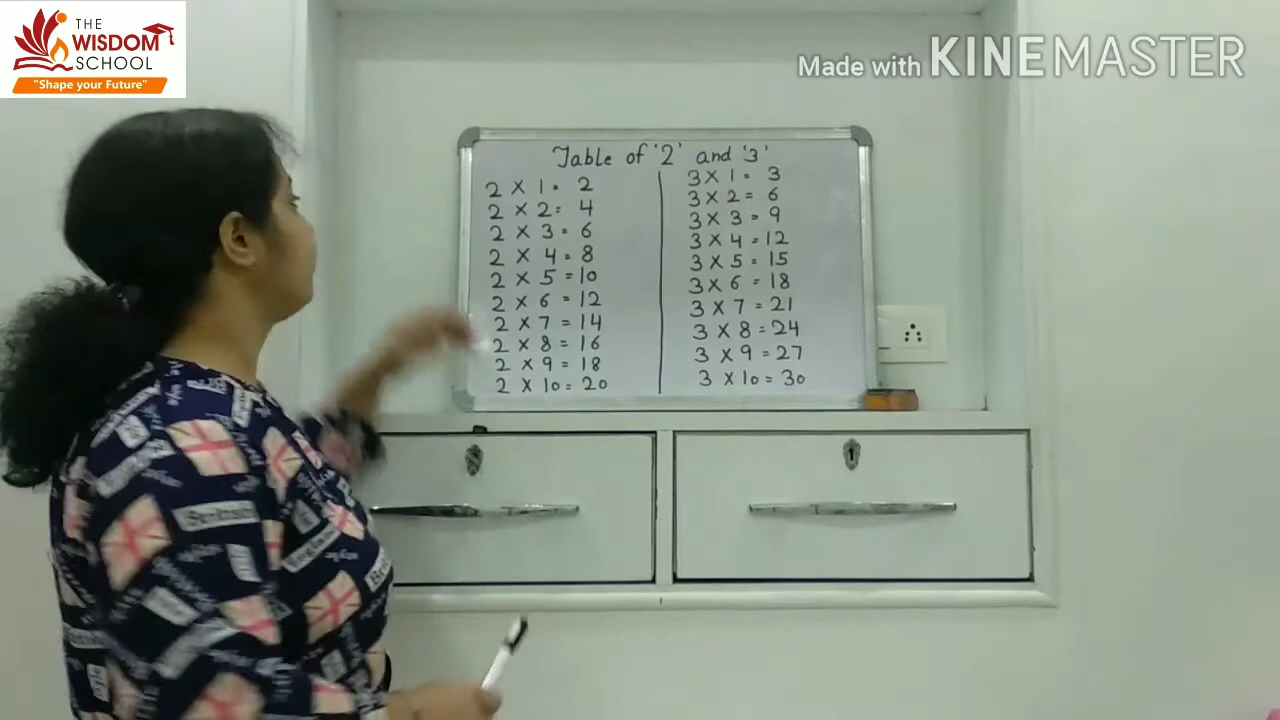 THE
WISDOM
SCHOOL
"Shape your Future"
Made with KINEMASTER
Table of '2' and '3'
2 X 1 = 2
2 X 2 = 4
2 X 3 = 6
2 X 4 = 8
2 X 5 = 10
2 X 6 = 12
2 X 7 = 14
2 X 8 = 16
2 X 9 = 18
2 X 10 = 20
3 X 1 = 3
3 X 2 = 6
3 X 3 = 9
3 X 4 = 12
3 X 5 = 15
3 X 6 = 18
3 X 7 = 21
3 X 8 = 24
3 X 9 = 27
3 X 10 = 30